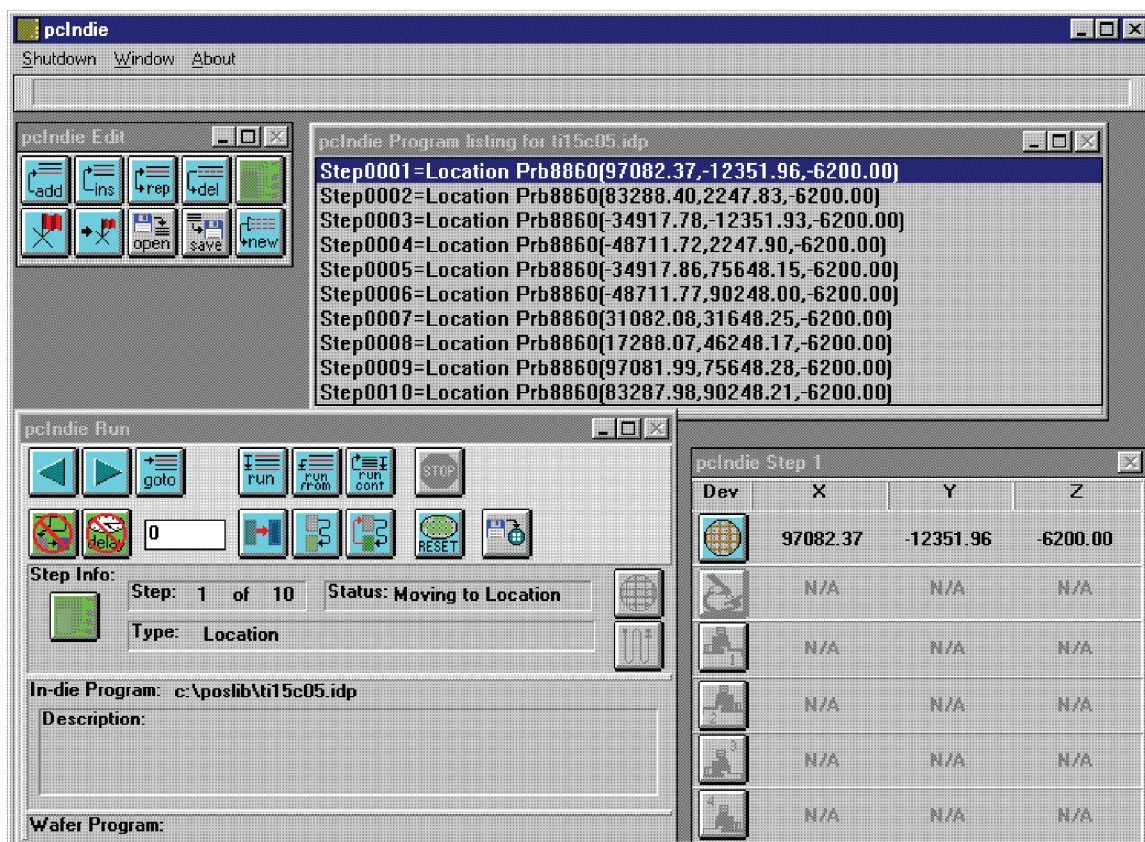 pcIndie
Shutdown Window About
pcIndie Edit
add ins rep del
open save new
pcIndie Program listing for ti15c05.idp
Step0001=Location Prb8860(97082.37,-12351.96,-6200.00)
Step0002=Location Prb8860(83288.40,2247.83,-6200.00)
Step0003=Location Prb8860(-34917.78,-12351.93,-6200.00)
Step0004=Location Prb8860(-48711.72,2247.90,-6200.00)
Step0005=Location Prb8860(-34917.86,75648.15,-6200.00)
Step0006=Location Prb8860(-48711.77,90248.00,-6200.00)
Step0007=Location Prb8860(31082.08,31648.25,-6200.00)
Step0008=Location Prb8860(17288.07,46248.17,-6200.00)
Step0009=Location Prb8860(97081.99,75648.28,-6200.00)
Step0010=Location Prb8860(83287.98,90248.21,-6200.00)
pcIndie Run
goto run run from run cont STOP
delay 0 RESET
Step Info:
Step: 1 of 10 Status: Moving to Location
Type: Location
In-die Program: c:\poslib\ti15c05.idp
Description:
Wafer Program:
pcIndie Step 1
Dev X Y Z
97082.37 -12351.96 -6200.00
N/A N/A N/A
1 N/A N/A N/A
2 N/A N/A N/A
3 N/A N/A N/A
4 N/A N/A N/A